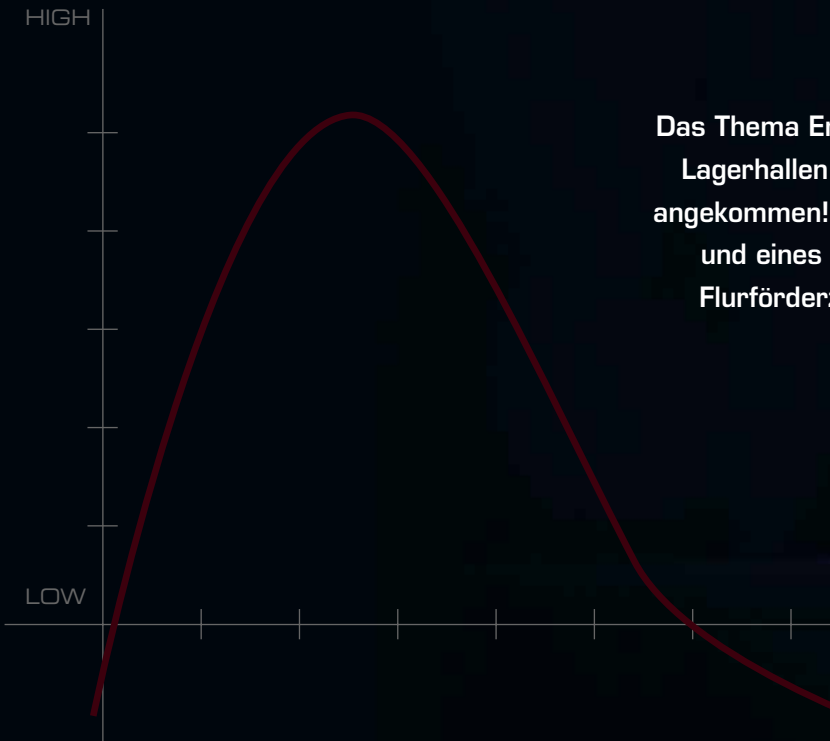 HIGH
Das Thema
Lagerhallen
angekommen!
und eines
LOW